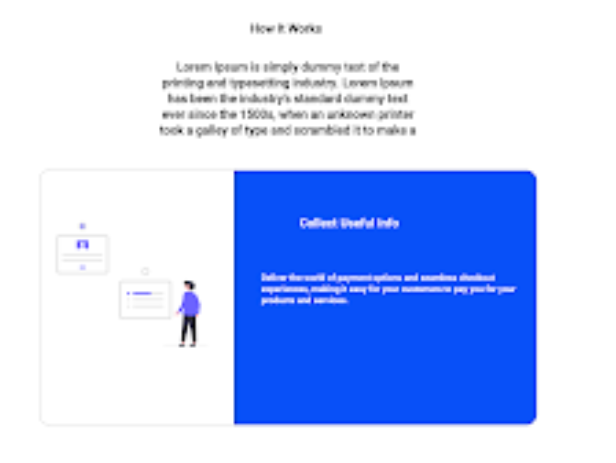 How It Works
Lorem Ipsum is simply dummy text of the
printing and typesetting industry. Lorem Ipsum
has been the industry's standard dummy text
ever since the 1500s, when an unknown printer
took a galley of type and scrambled it to make a
Collect Useful Info
Deliver the world of payment options and seamless checkout
experiences, making it easy for your customers to pay you for your
products and services.